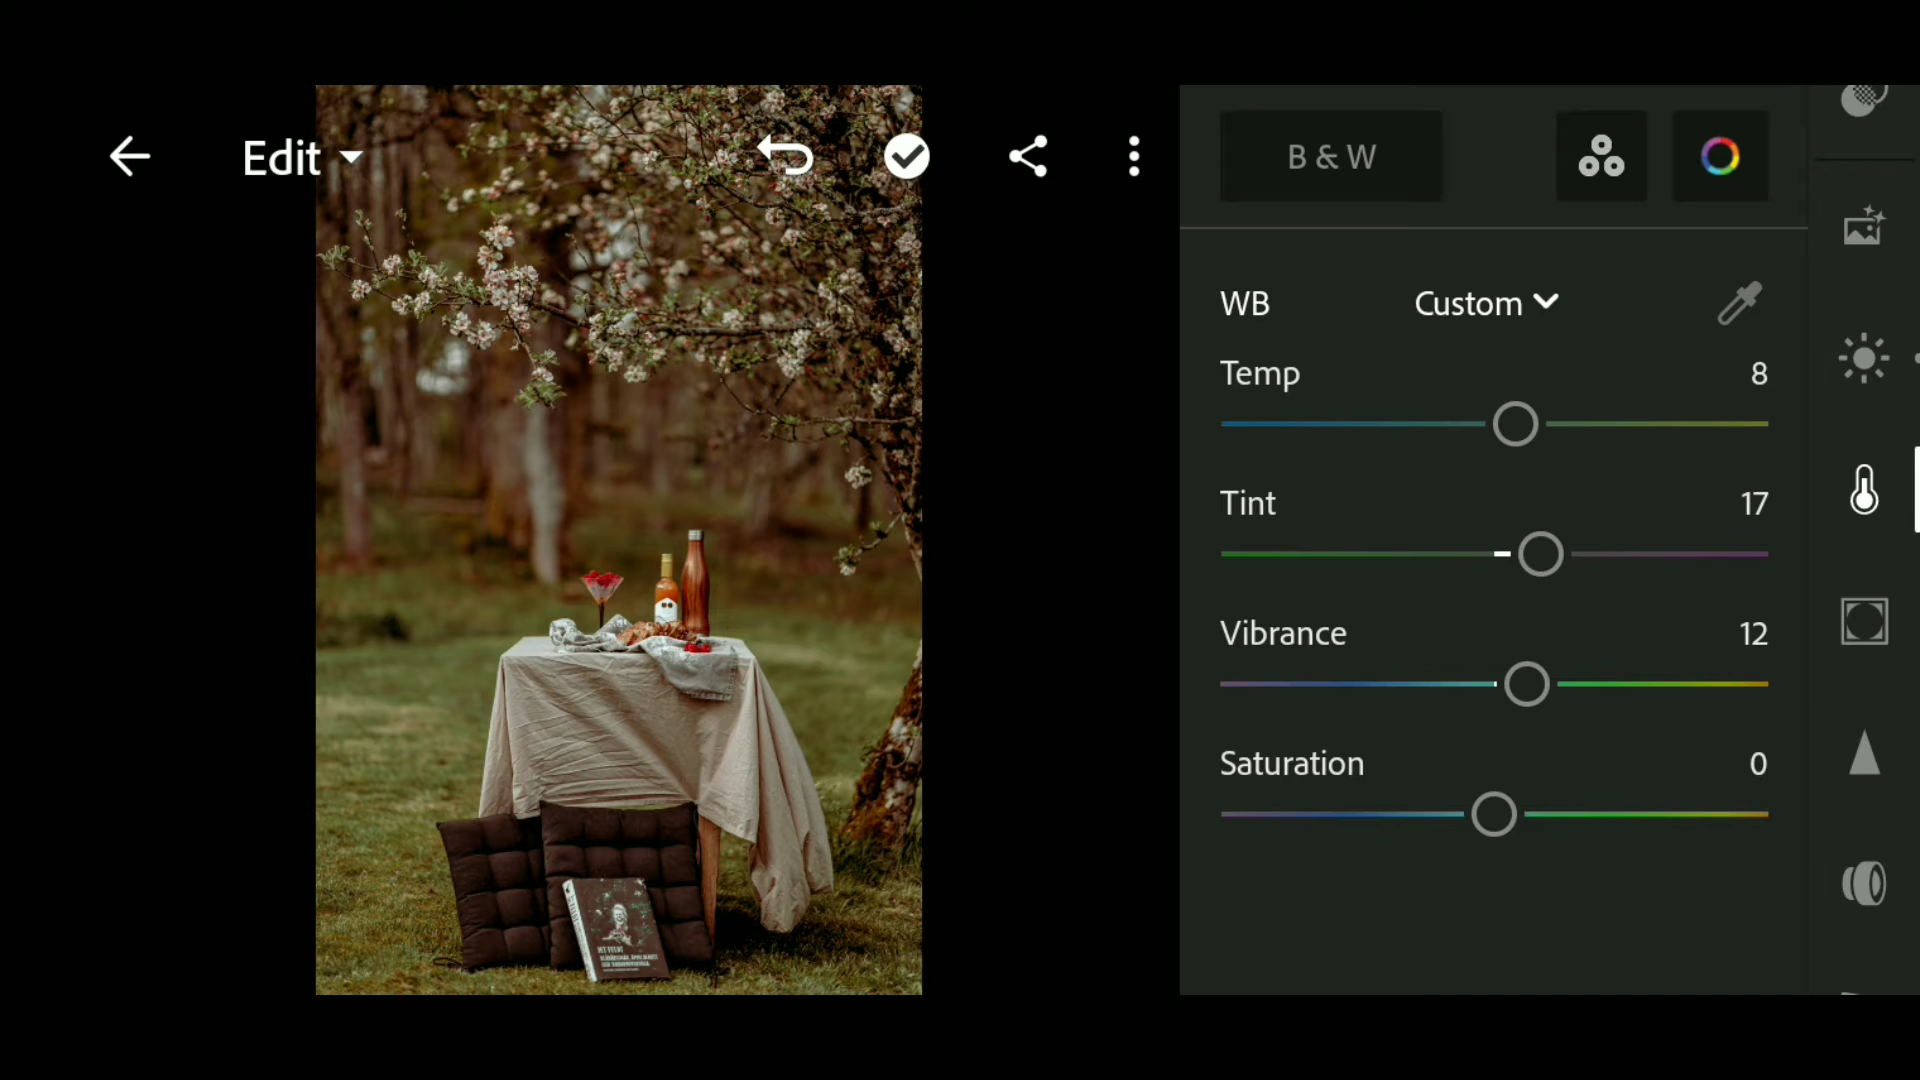 Edit
B & W
WB Custom
Temp 8
Tint 17
Vibrance 12
Saturation 0